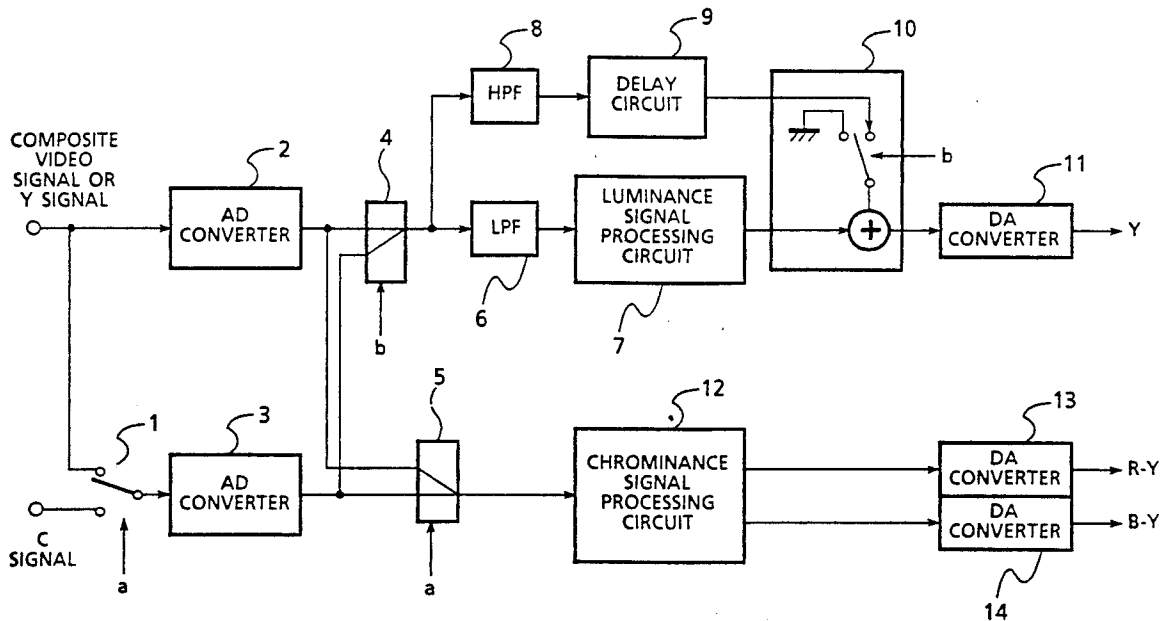 8
9
10
HPF
DELAY
CIRCUIT
COMPOSITE
VIDEO
SIGNAL OR
Y SIGNAL
2
4
b
11
AD
CONVERTER
LPF
LUMINANCE
SIGNAL
PROCESSING
CIRCUIT
+
DA
CONVERTER
Y
6
7
b
1
3
5
12
13
AD
CONVERTER
CHROMINANCE
SIGNAL
PROCESSING
CIRCUIT
DA
CONVERTER
R-Y
DA
CONVERTER
B-Y
C
SIGNAL
a
a
14